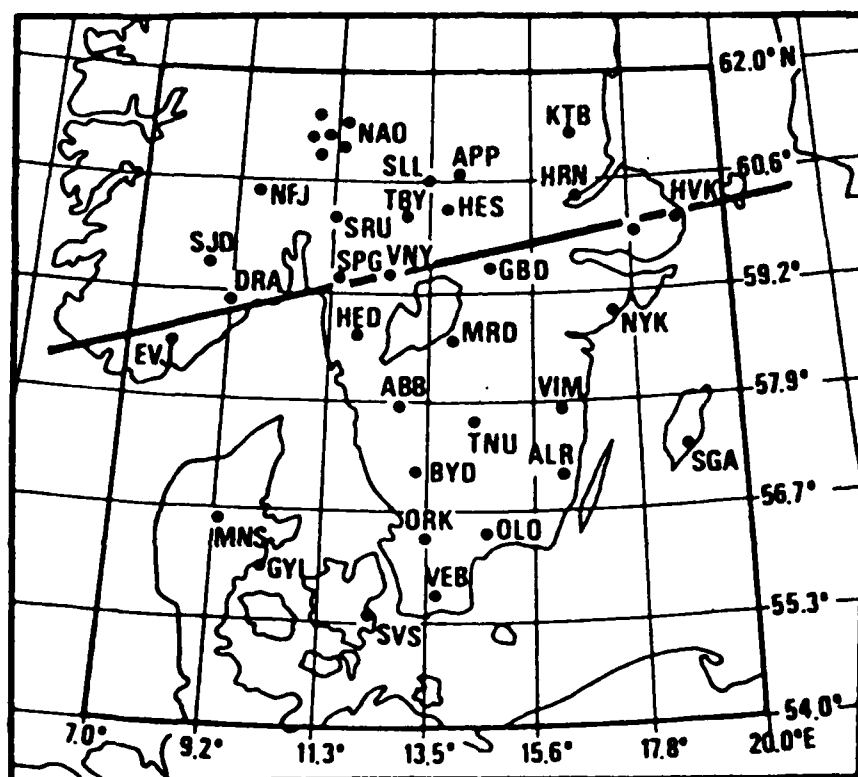 62.0° N
KTB
NAO
SLL
APP
60.6°
HRN
HVK
NFJ
TBY
HES
SRU
SJD
SPG
VNY
GBD
59.2°
DRA
HED
MRD
NYK
EV
57.9°
ABB
VIM
TNU
ALR
SGA
BYD
56.7°
ORK
OLO
MNS
GYL
VEB
55.3°
SVS
54.0°
7.0°
9.2°
11.3°
13.5°
15.6°
17.8°
20.0°E